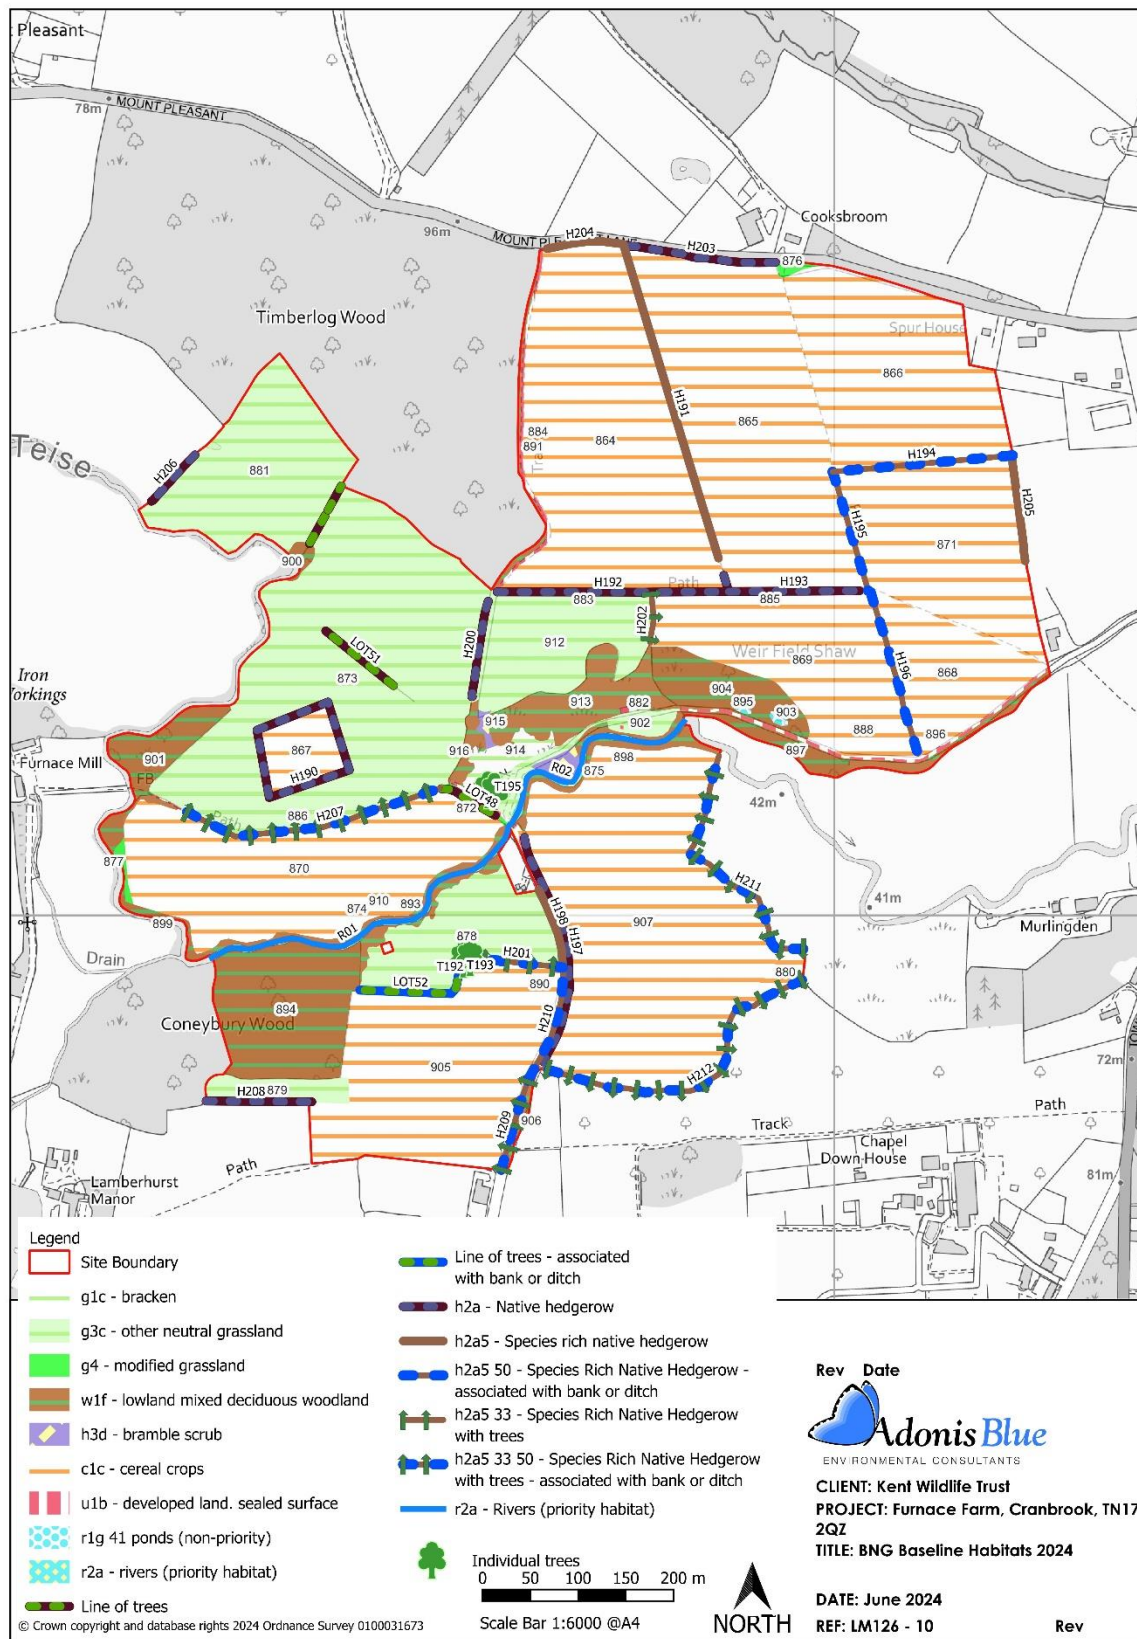 : Pleasant
MOUNT PLEASANT
78m
96m
MOUNT PLEASANT LANE
H204
H203
Cooksbroom
876
Timberlog Wood
Spur House
866
H191
865
884
864
891
Track
Teise
H206
881
H194
H205
H195
871
900
H192
Path
H193
883
885
H200
H202
912
LOT51
Weir Field Shaw
869
873
H196
868
Iron
Workings
904
913
882
895
903
915
902
888
896
867
916
914
898
897
Furnace Mill
901
R02
875
H190
T195
FB
LOT48
872
42m
Path
886
H207
877
870
H211
910
874
893
H198
41m
899
R01
907
Murlingden
878
H197
Drain
T192
T193
H201
880
LOT52
890
894
H210
Coneybury Wood
905
72m
H208
879
H212
Path
906
H209
Track
Chapel
Down House
Path
Lamberhurst
Manor
81m
Legend
Site Boundary
g1c - bracken
g3c - other neutral grassland
g4 - modified grassland
w1f - lowland mixed deciduous woodland
h3d - bramble scrub
c1c - cereal crops
u1b - developed land. sealed surface
r1g 41 ponds (non-priority)
r2a - rivers (priority habitat)
Line of trees
Line of trees - associated
with bank or ditch
h2a - Native hedgerow
h2a5 - Species rich native hedgerow
h2a5 50 - Species Rich Native Hedgerow -
associated with bank or ditch
h2a5 33 - Species Rich Native Hedgerow
with trees
h2a5 33 50 - Species Rich Native Hedgerow
with trees - associated with bank or ditch
r2a - Rivers (priority habitat)
Individual trees
0 50 100 150 200 m
Scale Bar 1:6000 @A4
NORTH
Rev Date
Adonis Blue
ENVIRONMENTAL CONSULTANTS
CLIENT: Kent Wildlife Trust
PROJECT: Furnace Farm, Cranbrook, TN17
2QZ
TITLE: BNG Baseline Habitats 2024
DATE: June 2024
REF: LM126 - 10 Rev
© Crown copyright and database rights 2024 Ordnance Survey 0100031673